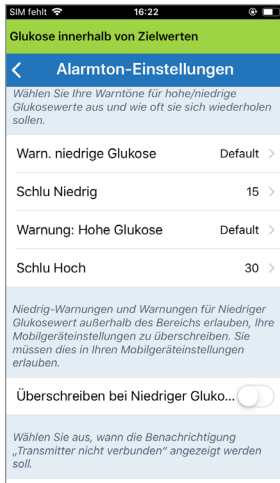 SIM fehlt 16:22
Glukose innerhalb von Zielwerten
Alarmton-Einstellungen
Wählen Sie Ihre Warntöne für hohe/niedrige
Glukosewerte aus und wie oft sie sich wiederholen
sollen.
Warn. niedrige Glukose Default
Schlu Niedrig 15
Warnung: Hohe Glukose Default
Schlu Hoch 30
Niedrig-Warnungen und Warnungen für Niedriger
Glukosewert außerhalb des Bereichs erlauben, Ihre
Mobilgeräteinstellungen zu überschreiben. Sie
müssen dies in Ihren Mobilgeräteinstellungen
erlauben.
Überschreiben bei Niedriger Gluko...
Wählen Sie aus, wann die Benachrichtigung
„Transmitter nicht verbunden" angezeigt werden
soll.